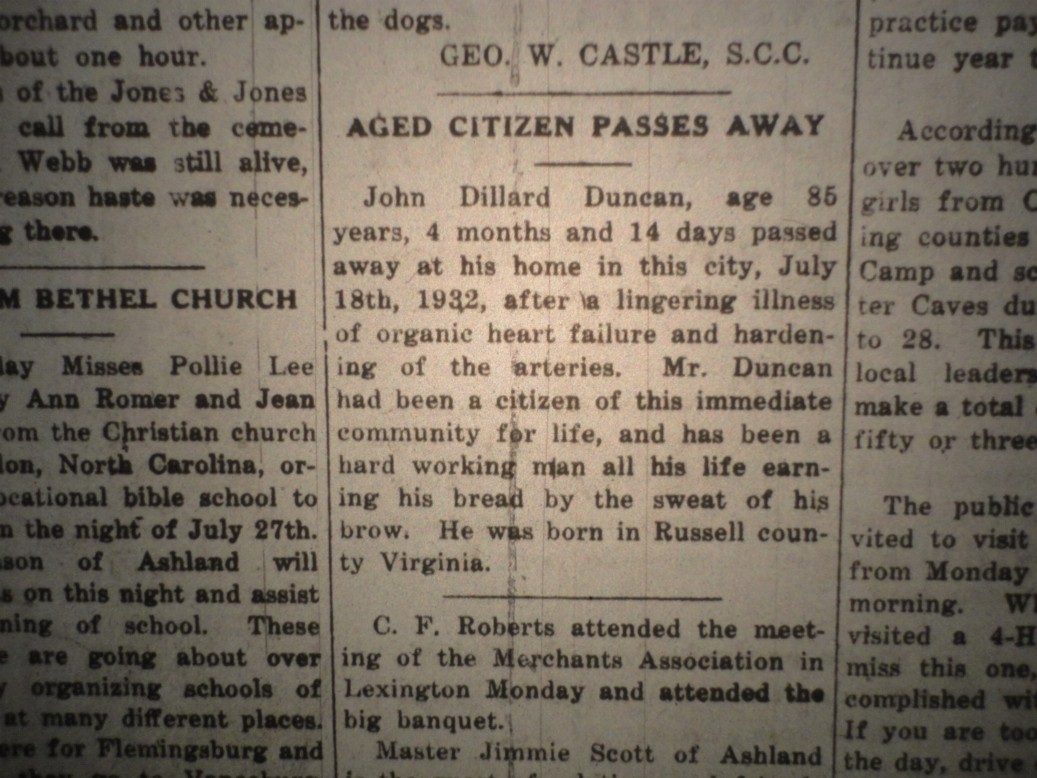 orchard and other ap-
bout one hour.
s of the Jones & Jones
call from the ceme-
Webb was still alive,
reason haste was neces-
g there.
M BETHEL CHURCH
day Misses Pollie Lee
y Ann Romer and Jean
rom the Christian church
don, North Carolina, or-
ocational bible school to
n the night of July 27th.
son of Ashland will
s on this night and assist
ning of school. These
e are going about over
y organizing schools of
at many different places.
ere for Flemingsburg and
the dogs.
GEO. W. CASTLE, S.C.C.
AGED CITIZEN PASSES AWAY
John Dillard Duncan, age 85
years, 4 months and 14 days passed
away at his home in this city, July
18th, 1932, after a lingering illness
of organic heart failure and harden-
ing of the arteries. Mr. Duncan
had been a citizen of this immediate
community for life, and has been a
hard working man all his life earn-
ing his bread by the sweat of his
brow. He was born in Russell coun-
ty Virginia.
C. F. Roberts attended the meet-
ing of the Merchants Association in
Lexington Monday and attended the
big banquet.
Master Jimmie Scott of Ashland
practice pay
tinue year t
According
over two hun
girls from C
ing counties
Camp and sc
ter Caves du
to 28. This
local leaders
make a total
fifty or three
The public
vited to visit
from Monday
morning. Wh
visited a 4-H
miss this one,
complished wit
If you are too
the day, drive